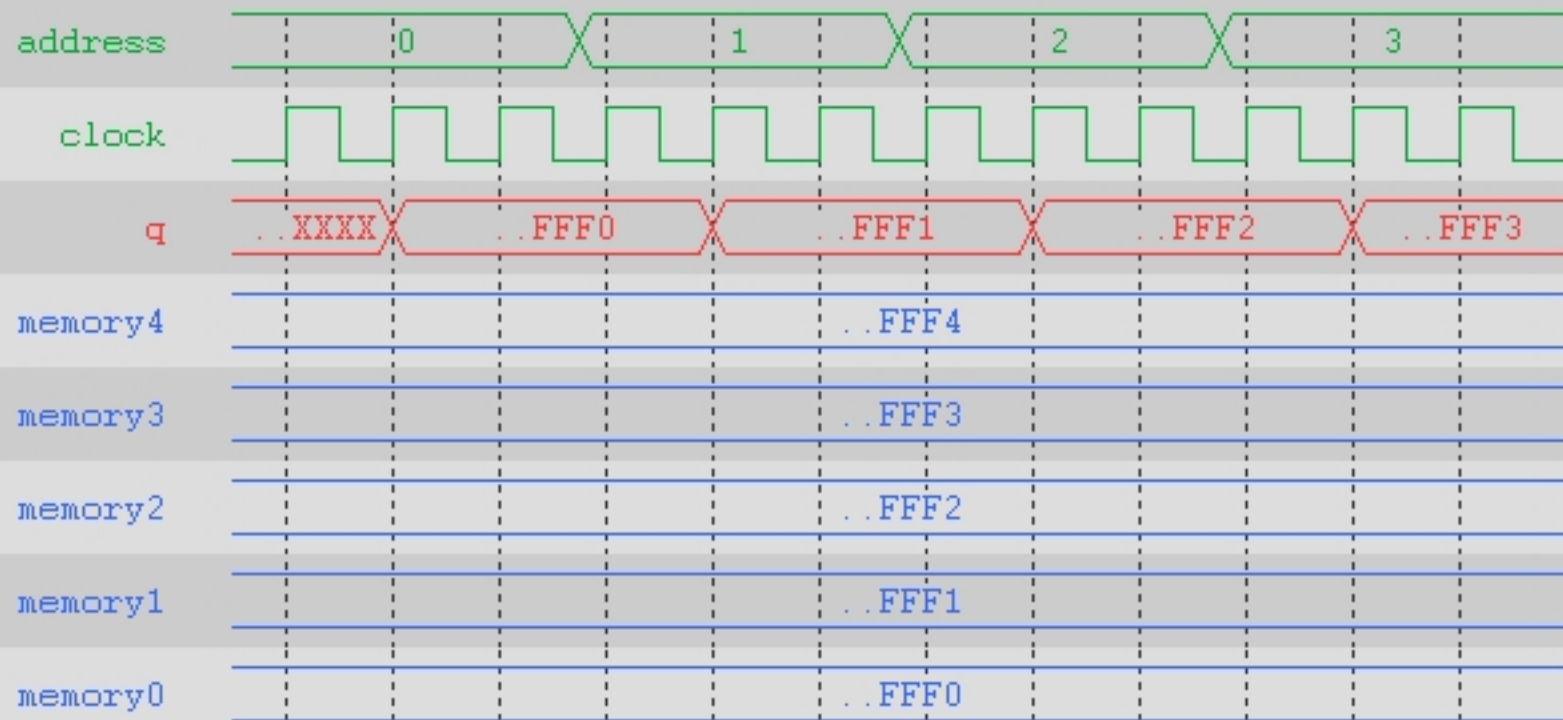 address 0 1 2 3
clock
q ..XXXX ..FFF0 ..FFF1 ..FFF2 ..FFF3
memory4 ..FFF4
memory3 ..FFF3
memory2 ..FFF2
memory1 ..FFF1
memory0 ..FFF0